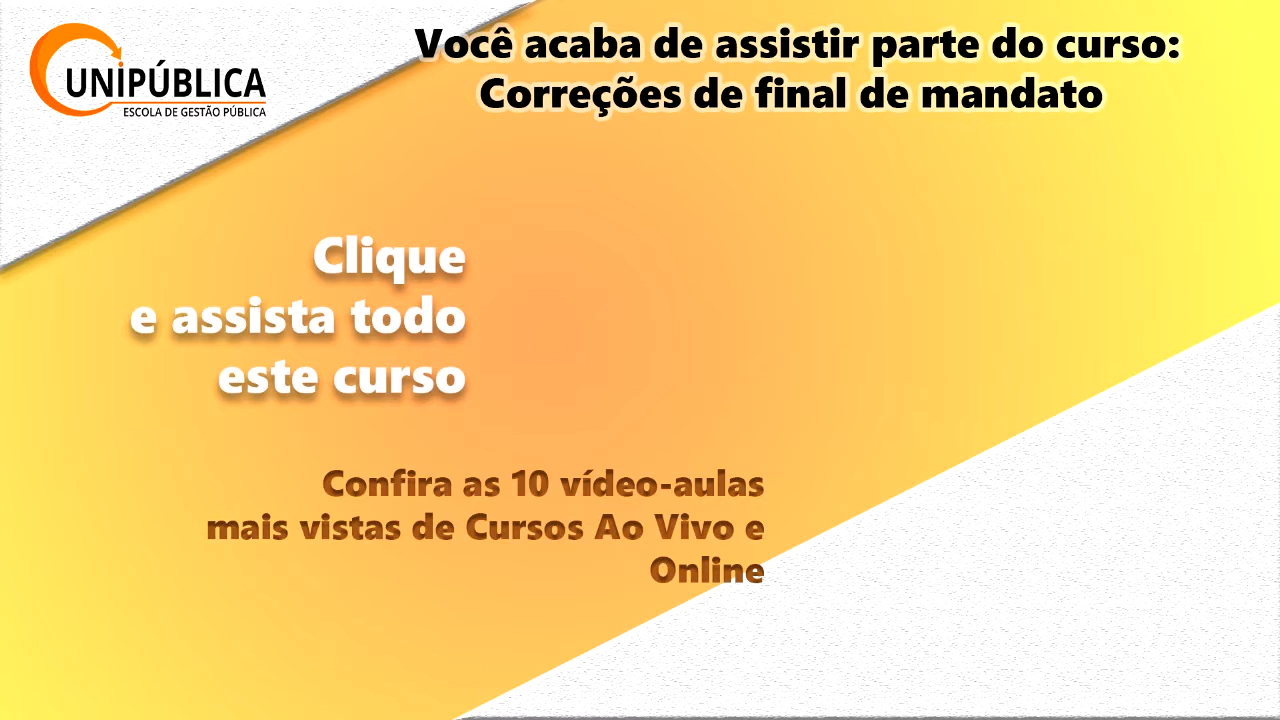 UNIPÚBLICA
ESCOLA DE GESTÃO PÚBLICA
Você acaba de assistir parte do curso:
Correções de final de mandato
Clique
e assista todo
este curso
Confira as 10 vídeo-aulas
mais vistas de Cursos Ao Vivo e
Online